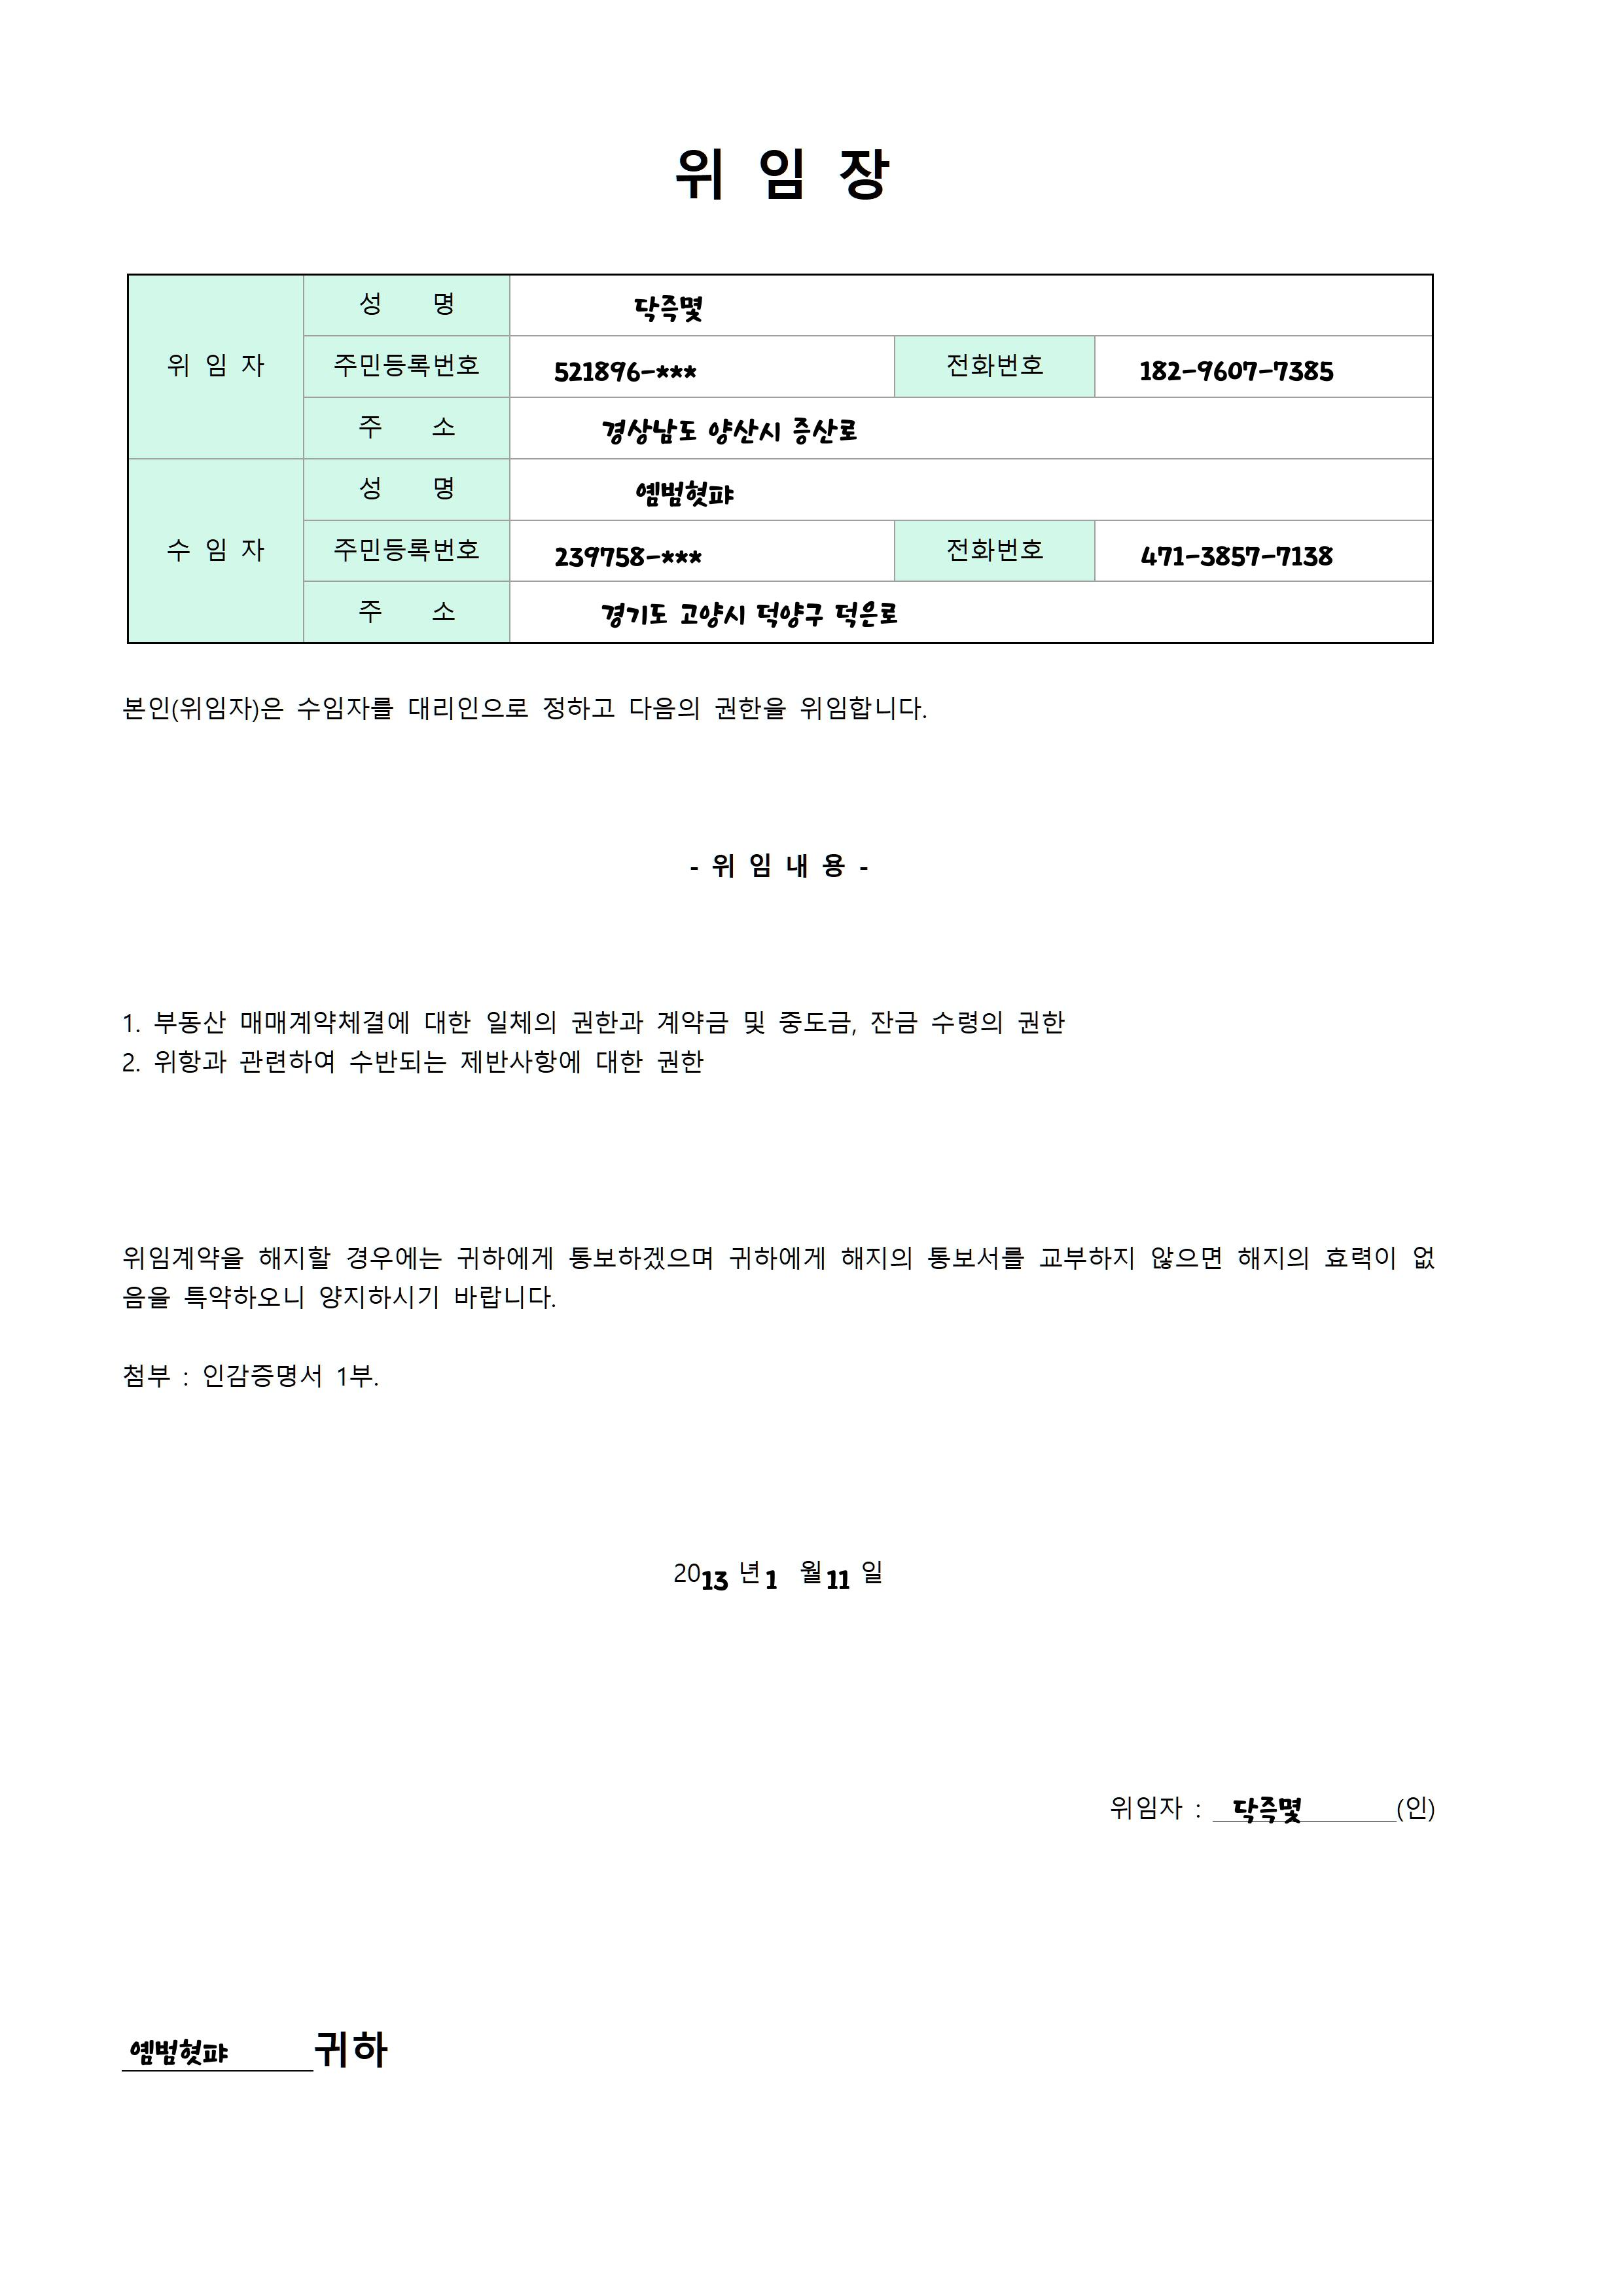 위 임 장
위 임 자
성 명 닥즉몇
주민등록번호 521896-*** 전화번호 182-9607-7385
주 소 경상남도 양산시 증산로
수 임 자
성 명 옘범혓퍄
주민등록번호 239758-*** 전화번호 471-3857-7138
주 소 경기도 고양시 덕양구 덕은로
본인(위임자)은 수임자를 대리인으로 정하고 다음의 권한을 위임합니다.
- 위 임 내 용 -
1. 부동산 매매계약체결에 대한 일체의 권한과 계약금 및 중도금, 잔금 수령의 권한
2. 위항과 관련하여 수반되는 제반사항에 대한 권한
위임계약을 해지할 경우에는 귀하에게 통보하겠으며 귀하에게 해지의 통보서를 교부하지 않으면 해지의 효력이 없
음을 특약하오니 양지하시기 바랍니다.
첨부 : 인감증명서 1부.
2013 년 1 월 11 일
위임자 : 닥즉몇 (인)
옘범혓퍄 귀하